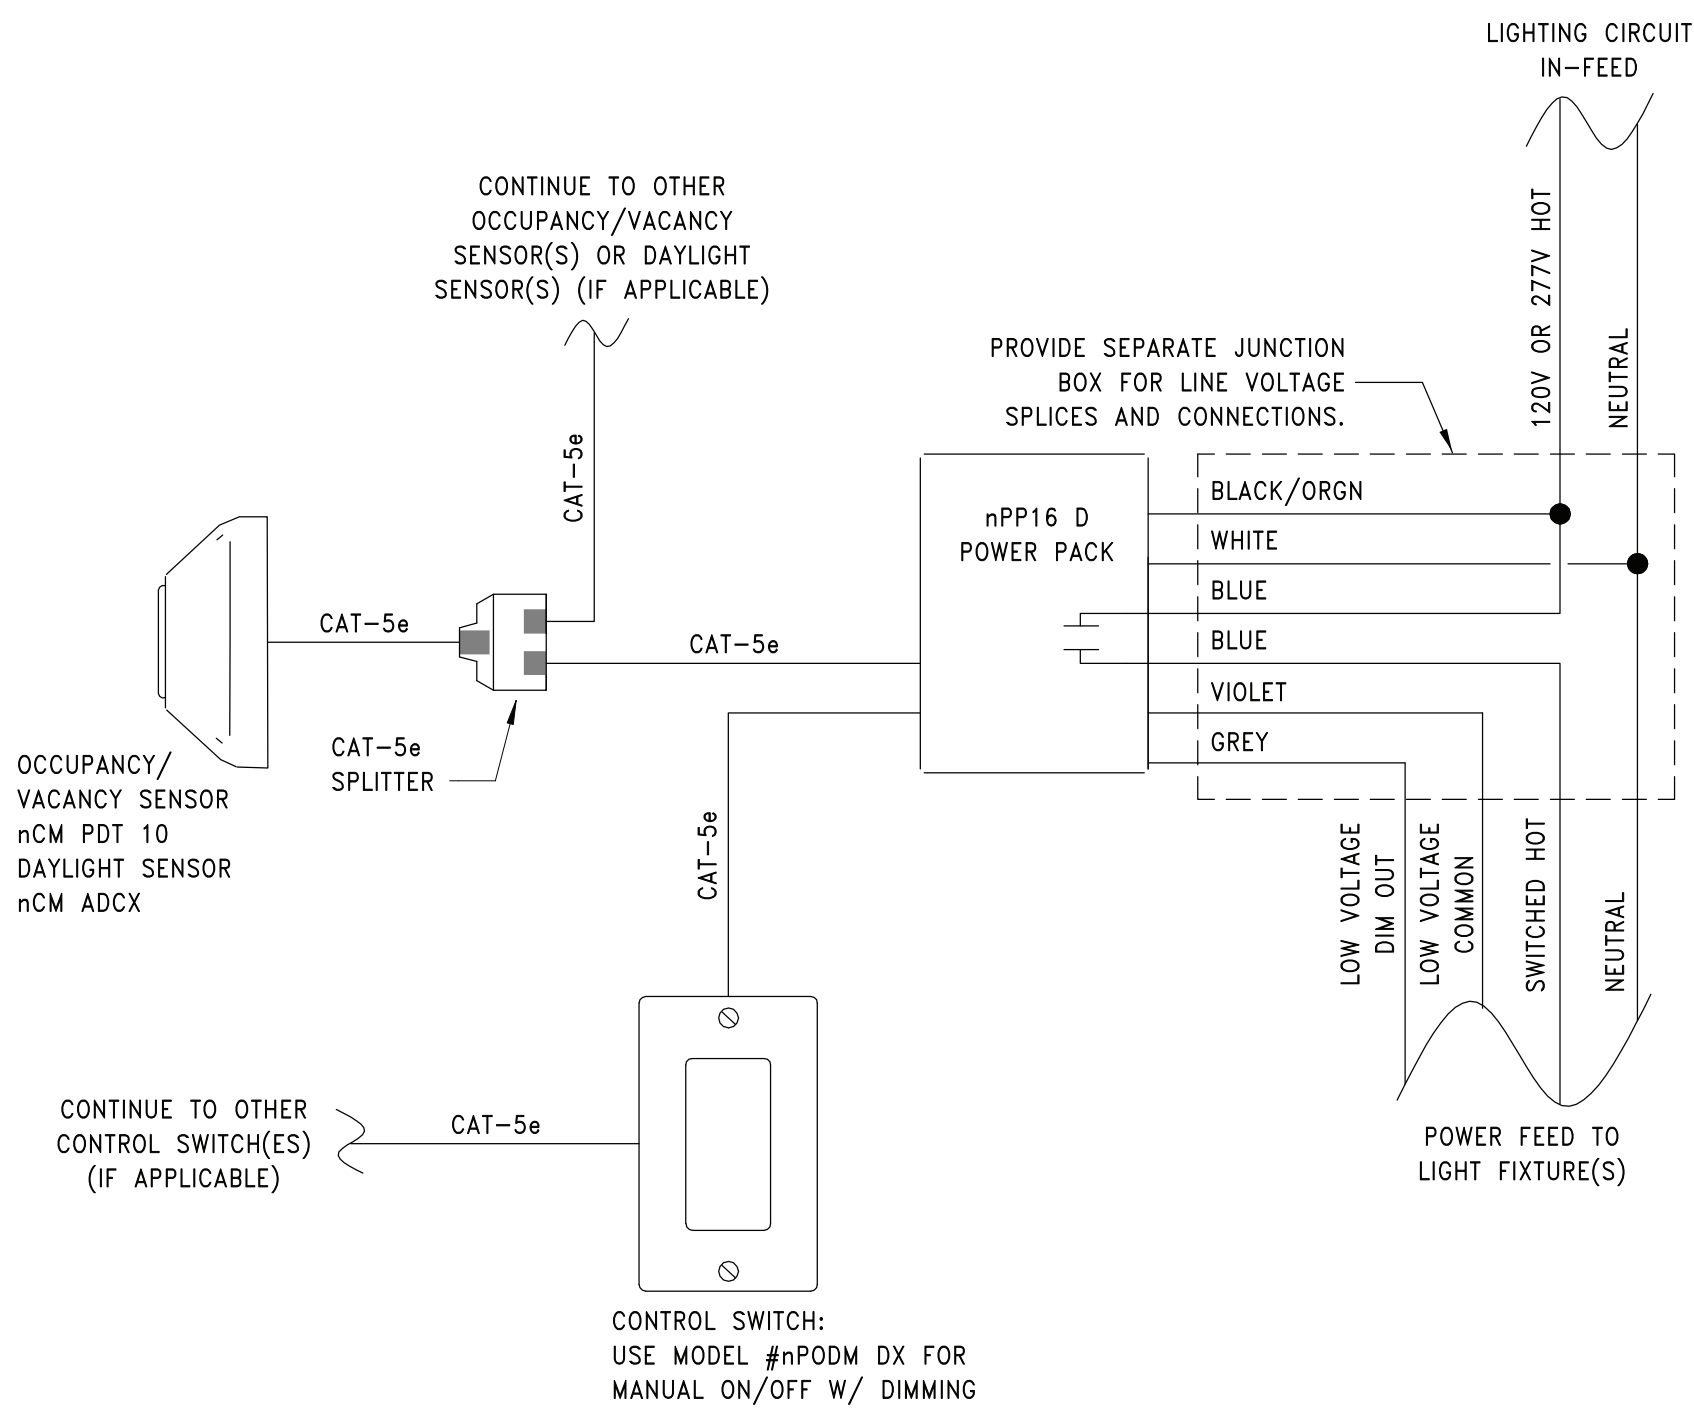 LIGHTING CIRCUIT
IN-FEED
CONTINUE TO OTHER
OCCUPANCY/VACANCY
SENSOR(S) OR DAYLIGHT
SENSOR(S) (IF APPLICABLE)
120V OR 277V HOT
NEUTRAL
PROVIDE SEPARATE JUNCTION
BOX FOR LINE VOLTAGE
SPLICES AND CONNECTIONS.
CAT-5e
nPP16 D
POWER PACK
BLACK/ORGN
WHITE
BLUE
BLUE
VIOLET
GREY
CAT-5e
CAT-5e
CAT-5e
SPLITTER
OCCUPANCY/
VACANCY SENSOR
nCM PDT 10
DAYLIGHT SENSOR
nCM ADCX
CAT-5e
LOW VOLTAGE
DIM OUT
LOW VOLTAGE
COMMON
SWITCHED HOT
NEUTRAL
CONTINUE TO OTHER
CONTROL SWITCH(ES)
(IF APPLICABLE)
CAT-5e
POWER FEED TO
LIGHT FIXTURE(S)
CONTROL SWITCH:
USE MODEL #nPODM DX FOR
MANUAL ON/OFF W/ DIMMING